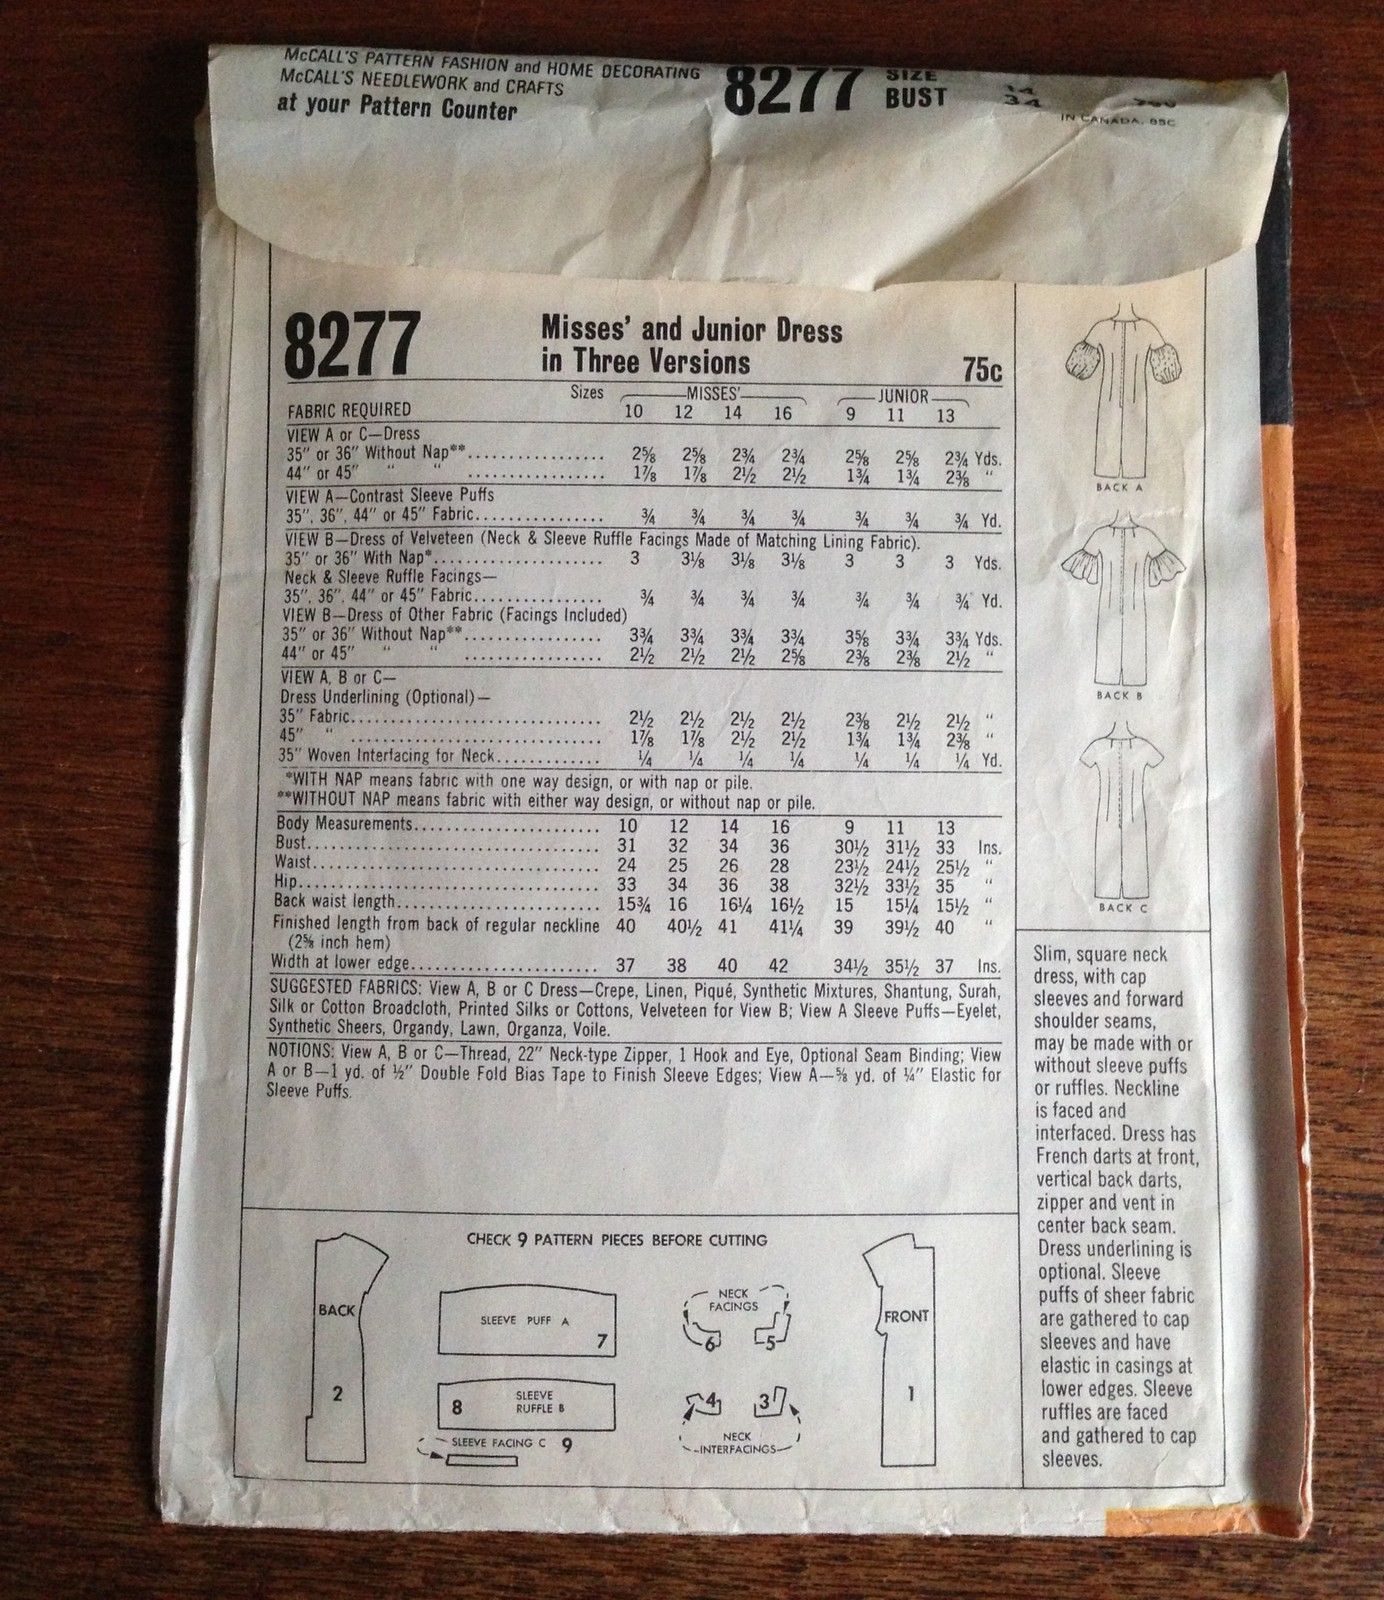 McCALL'S PATTERN FASHION and HOME DECORATING
McCALL'S NEEDLEWORK and CRAFTS
at your Pattern Counter
8277 SIZE 14
BUST 34
IN CANADA, 85C
8277
Misses' and Junior Dress
in Three Versions
75c
Sizes MISSES' JUNIOR
FABRIC REQUIRED 10 12 14 16 9 11 13
VIEW A or C—Dress
35" or 36" Without Nap**................. 2⅝ 2⅝ 2¾ 2¾ 2⅝ 2⅝ 2¾ Yds.
44" or 45" " " ................. 1⅞ 1⅞ 2½ 2½ 1¾ 1¾ 2⅜ "
VIEW A—Contrast Sleeve Puffs
35", 36", 44" or 45" Fabric................ ¾ ¾ ¾ ¾ ¾ ¾ ¾ Yd.
VIEW B—Dress of Velveteen (Neck & Sleeve Ruffle Facings Made of Matching Lining Fabric).
35" or 36" With Nap*..................... 3 3⅛ 3⅛ 3⅛ 3 3 3 Yds.
Neck & Sleeve Ruffle Facings—
35", 36", 44" or 45" Fabric................ ¾ ¾ ¾ ¾ ¾ ¾ ¾ Yd.
VIEW B—Dress of Other Fabric (Facings Included)
35" or 36" Without Nap**................. 3¾ 3¾ 3¾ 3¾ 3⅝ 3¾ 3¾ Yds.
44" or 45" " " ................. 2½ 2½ 2½ 2⅝ 2⅜ 2⅜ 2½ "
VIEW A, B or C—
Dress Underlining (Optional)—
35" Fabric............................... 2½ 2½ 2½ 2½ 2⅜ 2½ 2½ "
45" " ............................... 1⅞ 1⅞ 2½ 2½ 1¾ 1¾ 2⅜ "
35" Woven Interfacing for Neck............. ¼ ¼ ¼ ¼ ¼ ¼ ¼ Yd.
*WITH NAP means fabric with one way design, or with nap or pile.
**WITHOUT NAP means fabric with either way design, or without nap or pile.
Body Measurements....................... 10 12 14 16 9 11 13
Bust.................................... 31 32 34 36 30½ 31½ 33 Ins.
Waist................................... 24 25 26 28 23½ 24½ 25½ "
Hip..................................... 33 34 36 38 32½ 33½ 35 "
Back waist length......................... 15¾ 16 16¼ 16½ 15 15¼ 15½ "
Finished length from back of regular neckline 40 40½ 41 41¼ 39 39½ 40 "
(2⅝ inch hem)
Width at lower edge....................... 37 38 40 42 34½ 35½ 37 Ins.
SUGGESTED FABRICS: View A, B or C Dress—Crepe, Linen, Piqué, Synthetic Mixtures, Shantung, Surah,
Silk or Cotton Broadcloth, Printed Silks or Cottons, Velveteen for View B; View A Sleeve Puffs—Eyelet,
Synthetic Sheers, Organdy, Lawn, Organza, Voile.
NOTIONS: View A, B or C—Thread, 22" Neck-type Zipper, 1 Hook and Eye, Optional Seam Binding; View
A or B—1 yd. of ½" Double Fold Bias Tape to Finish Sleeve Edges; View A—⅝ yd. of ¼" Elastic for
Sleeve Puffs.
BACK A
BACK B
BACK C
Slim, square neck
dress, with cap
sleeves and forward
shoulder seams,
may be made with or
without sleeve puffs
or ruffles. Neckline
is faced and
interfaced. Dress has
French darts at front,
vertical back darts,
zipper and vent in
center back seam.
Dress underlining is
optional. Sleeve
puffs of sheer fabric
are gathered to cap
sleeves and have
elastic in casings at
lower edges. Sleeve
ruffles are faced
and gathered to cap
sleeves.
CHECK 9 PATTERN PIECES BEFORE CUTTING
BACK
2
SLEEVE PUFF A
7
8
SLEEVE
RUFFLE B
SLEEVE FACING C 9
NECK
FACINGS
6 5
4 3
NECK
INTERFACINGS
FRONT
1